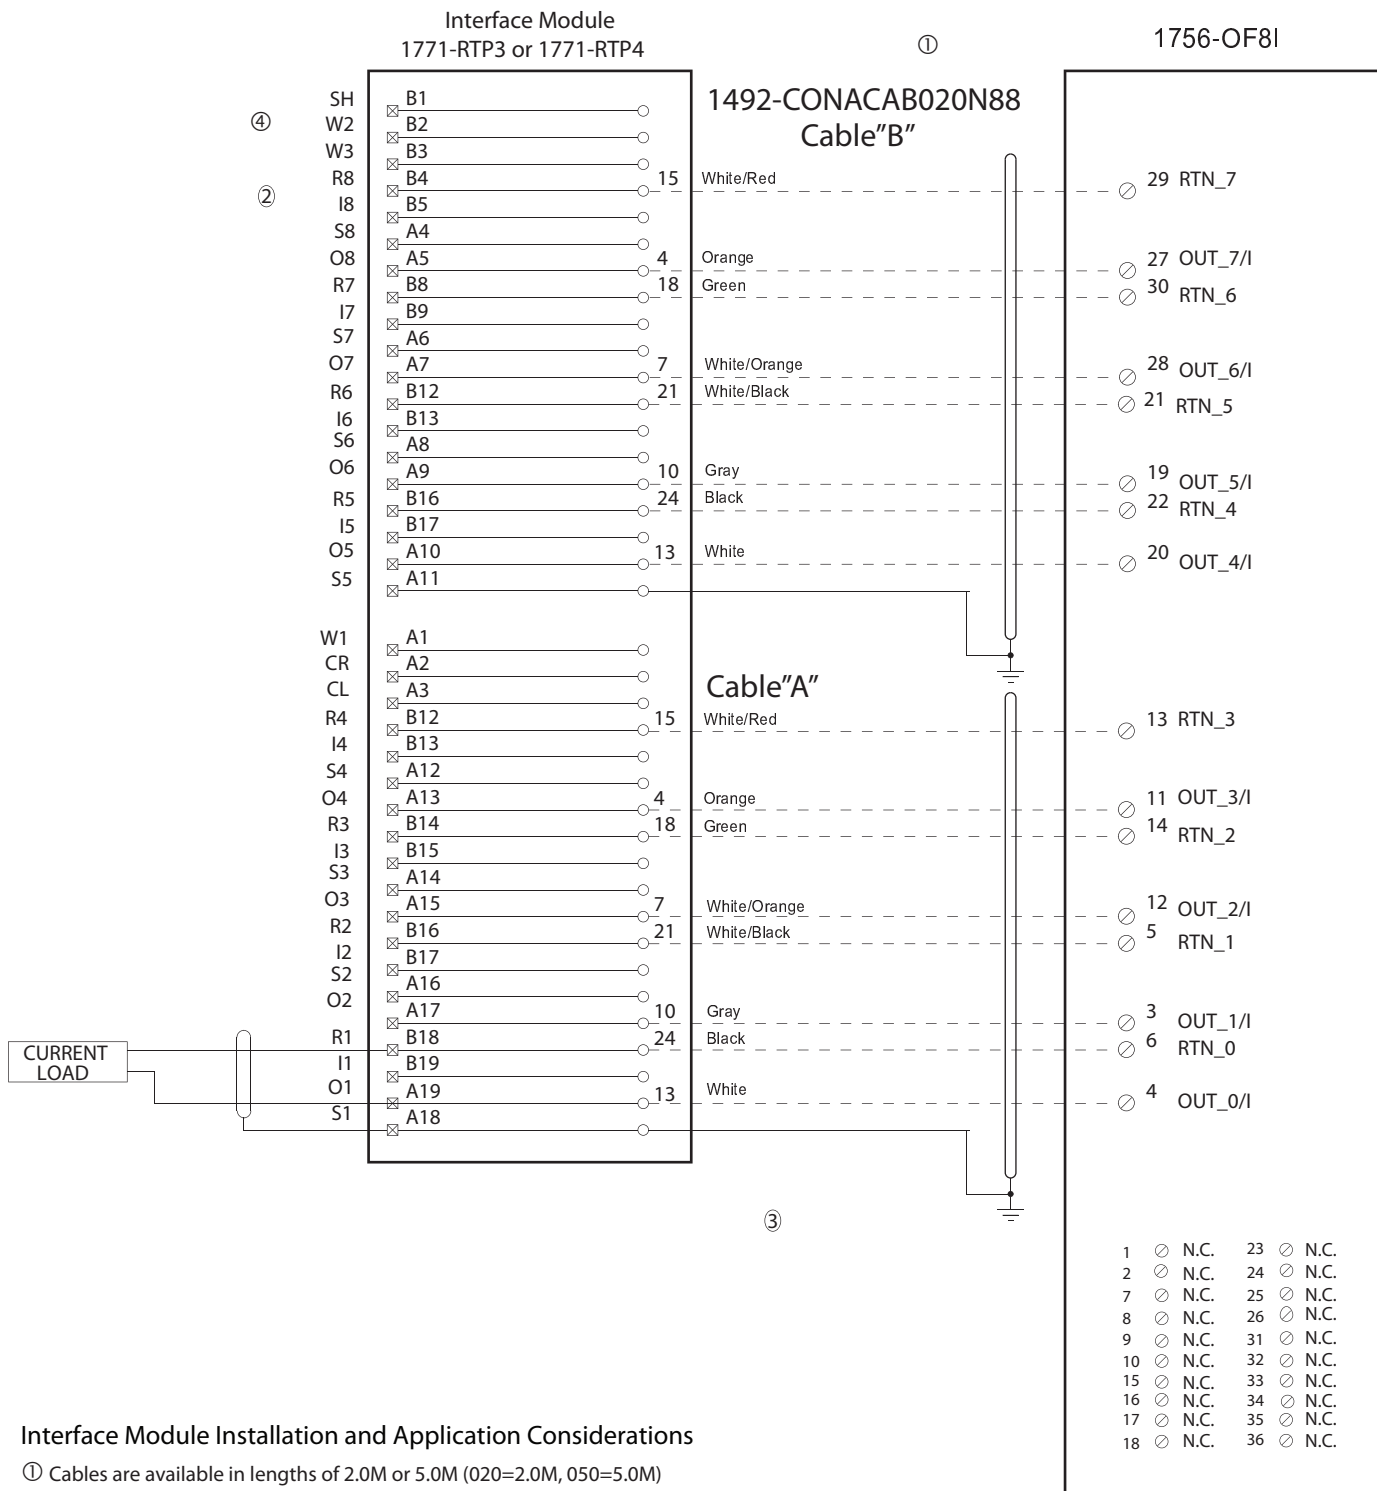 Interface Module
1771-RTP3 or 1771-RTP4
①
1756-OF8I
1492-CONACAB020N88
Cable"B"
SH B1
④
W2 B2
W3 B3
R8 B4 15 White/Red 29 RTN_7
②
I8 B5
S8 A4
O8 A5 4 Orange 27 OUT_7/I
R7 B8 18 Green 30 RTN_6
I7 B9
S7 A6
O7 A7 7 White/Orange 28 OUT_6/I
R6 B12 21 White/Black 21 RTN_5
I6 B13
S6 A8
O6 A9 10 Gray 19 OUT_5/I
R5 B16 24 Black 22 RTN_4
I5 B17
O5 A10 13 White 20 OUT_4/I
S5 A11
W1 A1
CR A2
CL A3
Cable"A"
R4 B12 15 White/Red 13 RTN_3
I4 B13
S4 A12
O4 A13 4 Orange 11 OUT_3/I
R3 B14 18 Green 14 RTN_2
I3 B15
S3 A14
O3 A15 7 White/Orange 12 OUT_2/I
R2 B16 21 White/Black 5 RTN_1
I2 B17
S2 A16
O2 A17 10 Gray 3 OUT_1/I
R1 B18 24 Black 6 RTN_0
CURRENT
LOAD
I1 B19
O1 A19 13 White 4 OUT_0/I
S1 A18
③
1 N.C. 23 N.C.
2 N.C. 24 N.C.
7 N.C. 25 N.C.
8 N.C. 26 N.C.
9 N.C. 31 N.C.
10 N.C. 32 N.C.
15 N.C. 33 N.C.
16 N.C. 34 N.C.
17 N.C. 35 N.C.
18 N.C. 36 N.C.
Interface Module Installation and Application Considerations
① Cables are available in lengths of 2.0M or 5.0M (020=2.0M, 050=5.0M)